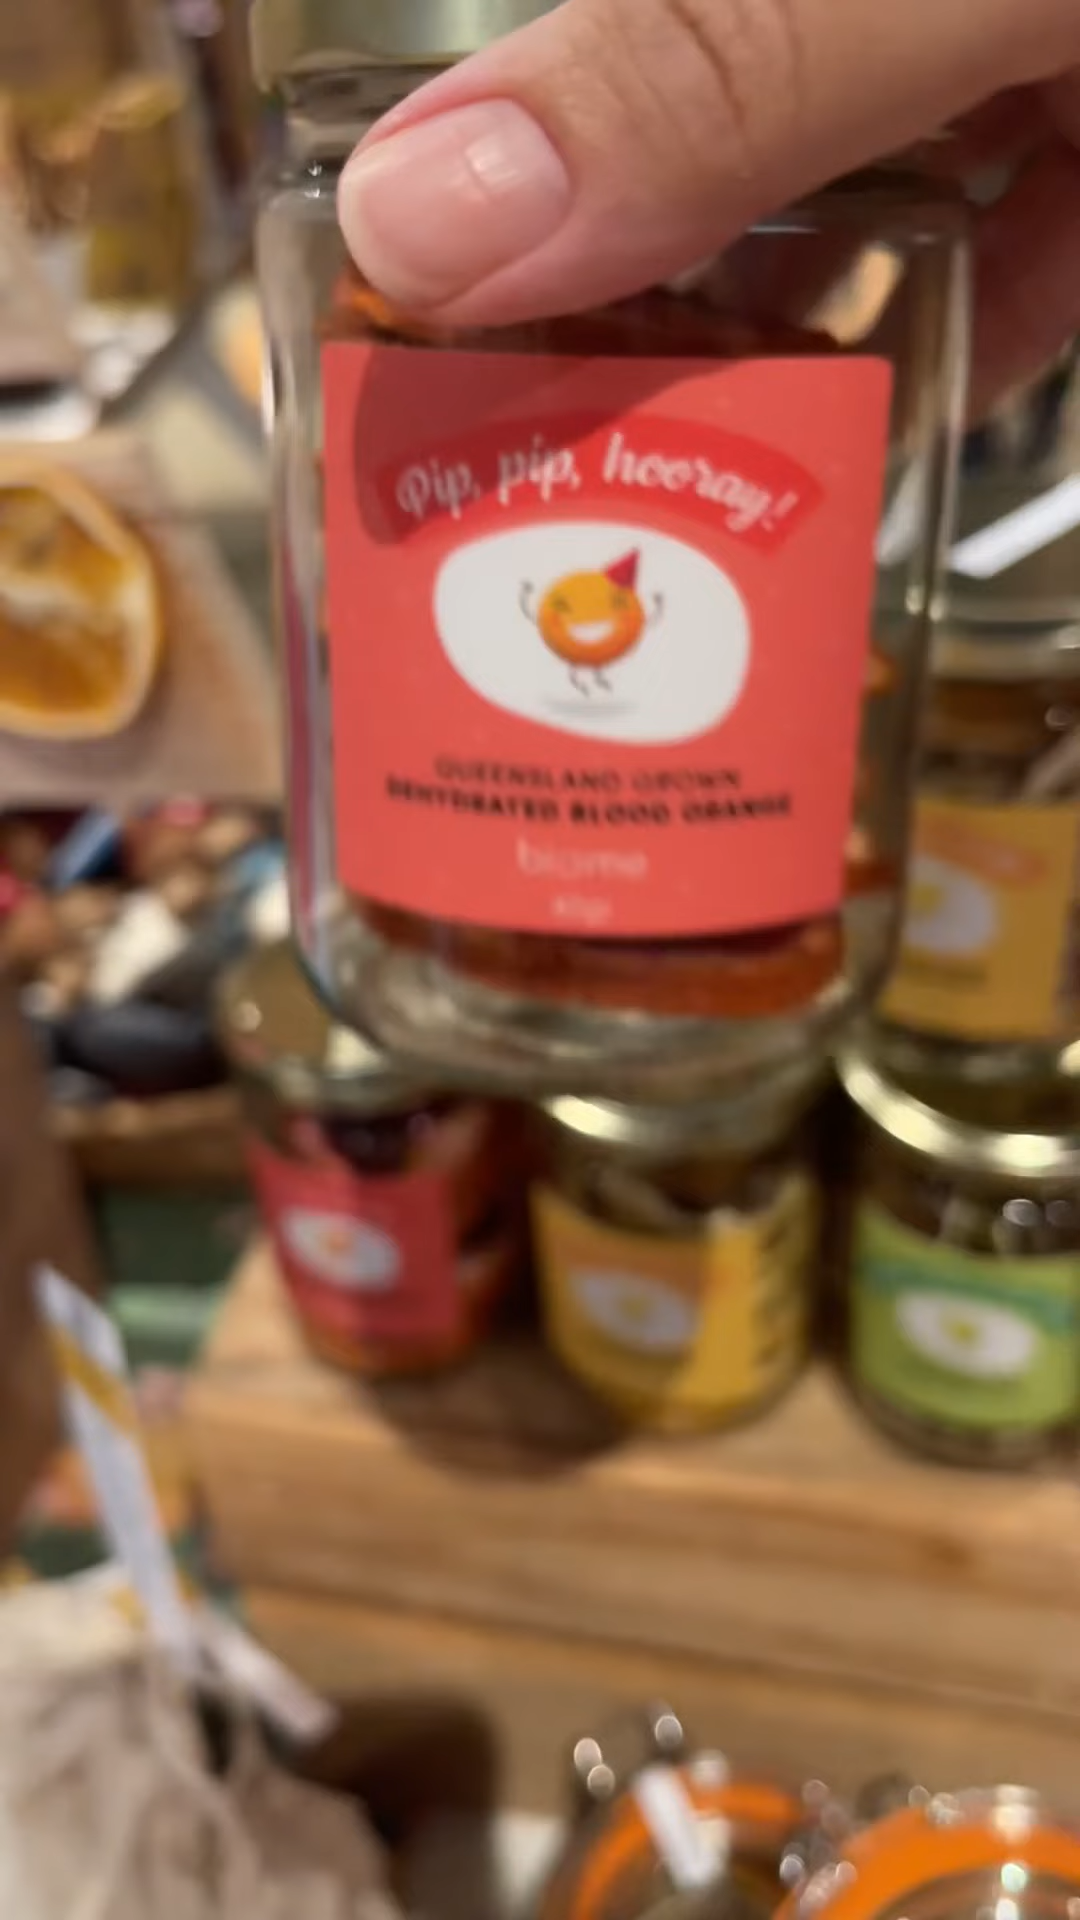 Pip, pip, hooray!
QUEENSLAND GROWN
DEHYDRATED BLOOD ORANGE
biome